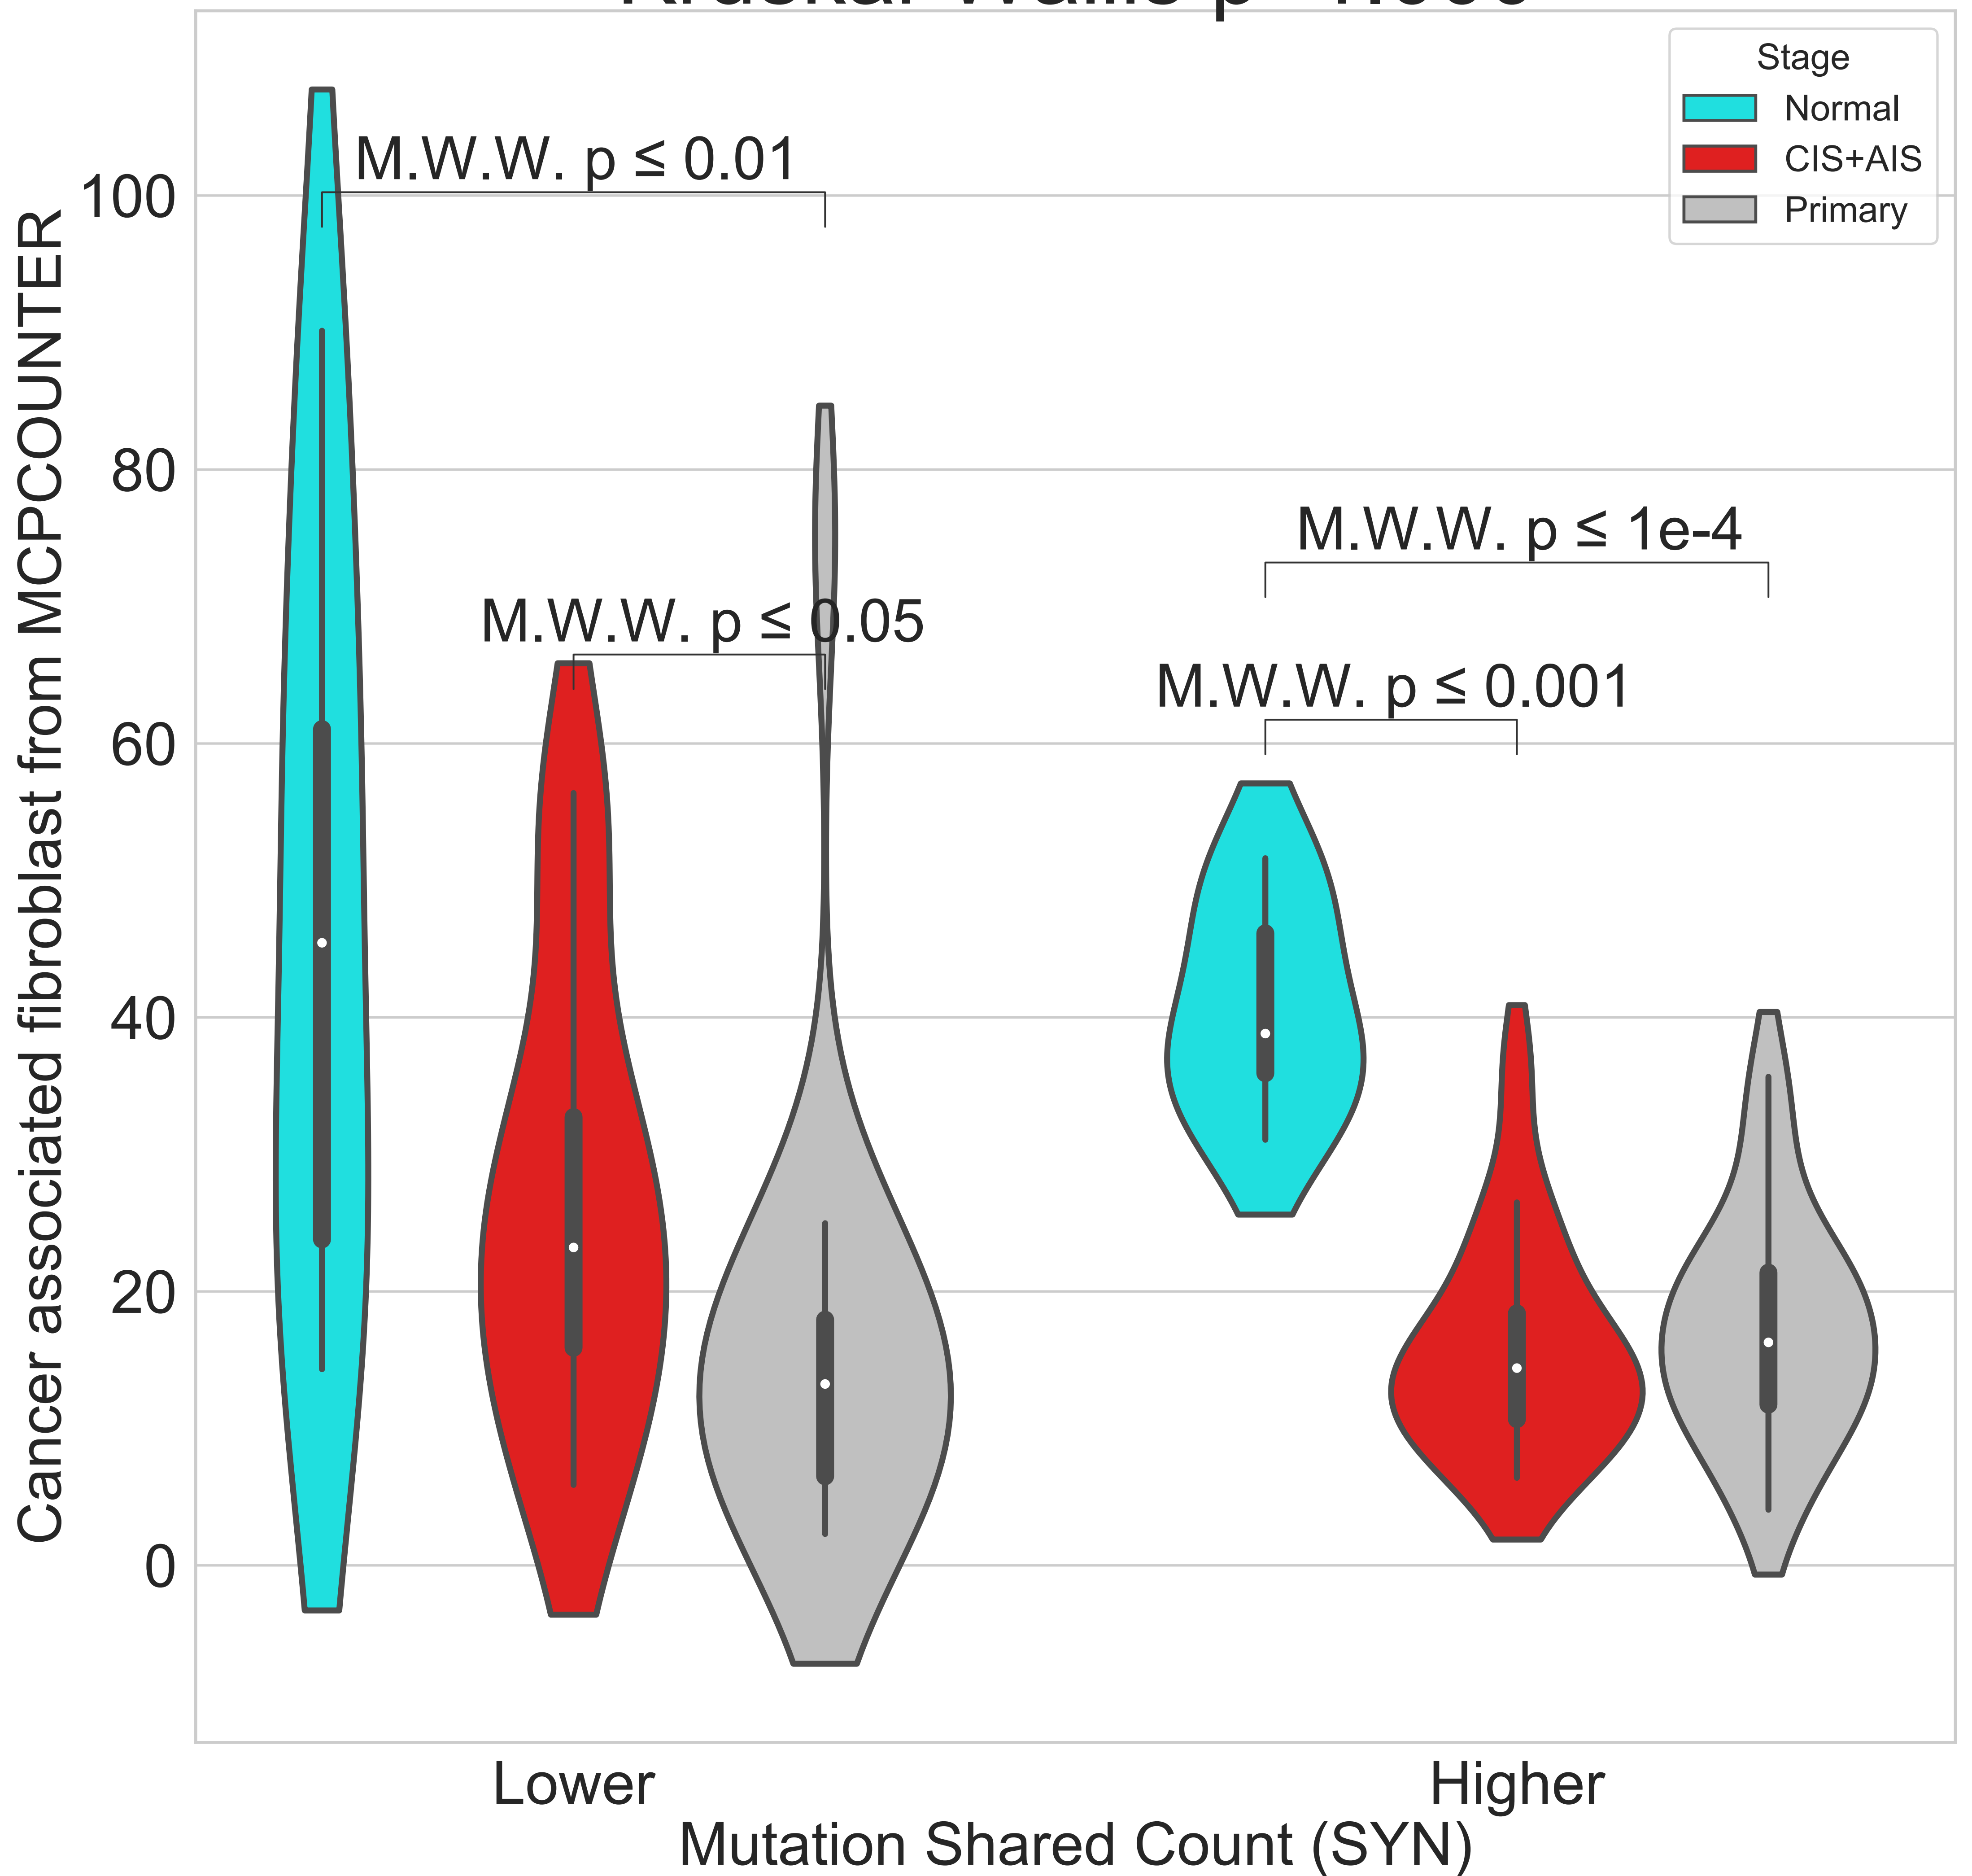 Stage
Normal
CIS+AIS
Primary
M.W.W. p ≤ 0.01
M.W.W. p ≤ 1e-4
M.W.W. p ≤ 0.05
M.W.W. p ≤ 0.001
100
80
60
40
20
0
Cancer associated fibroblast from MCPCOUNTER
Lower
Higher
Mutation Shared Count (SYN)